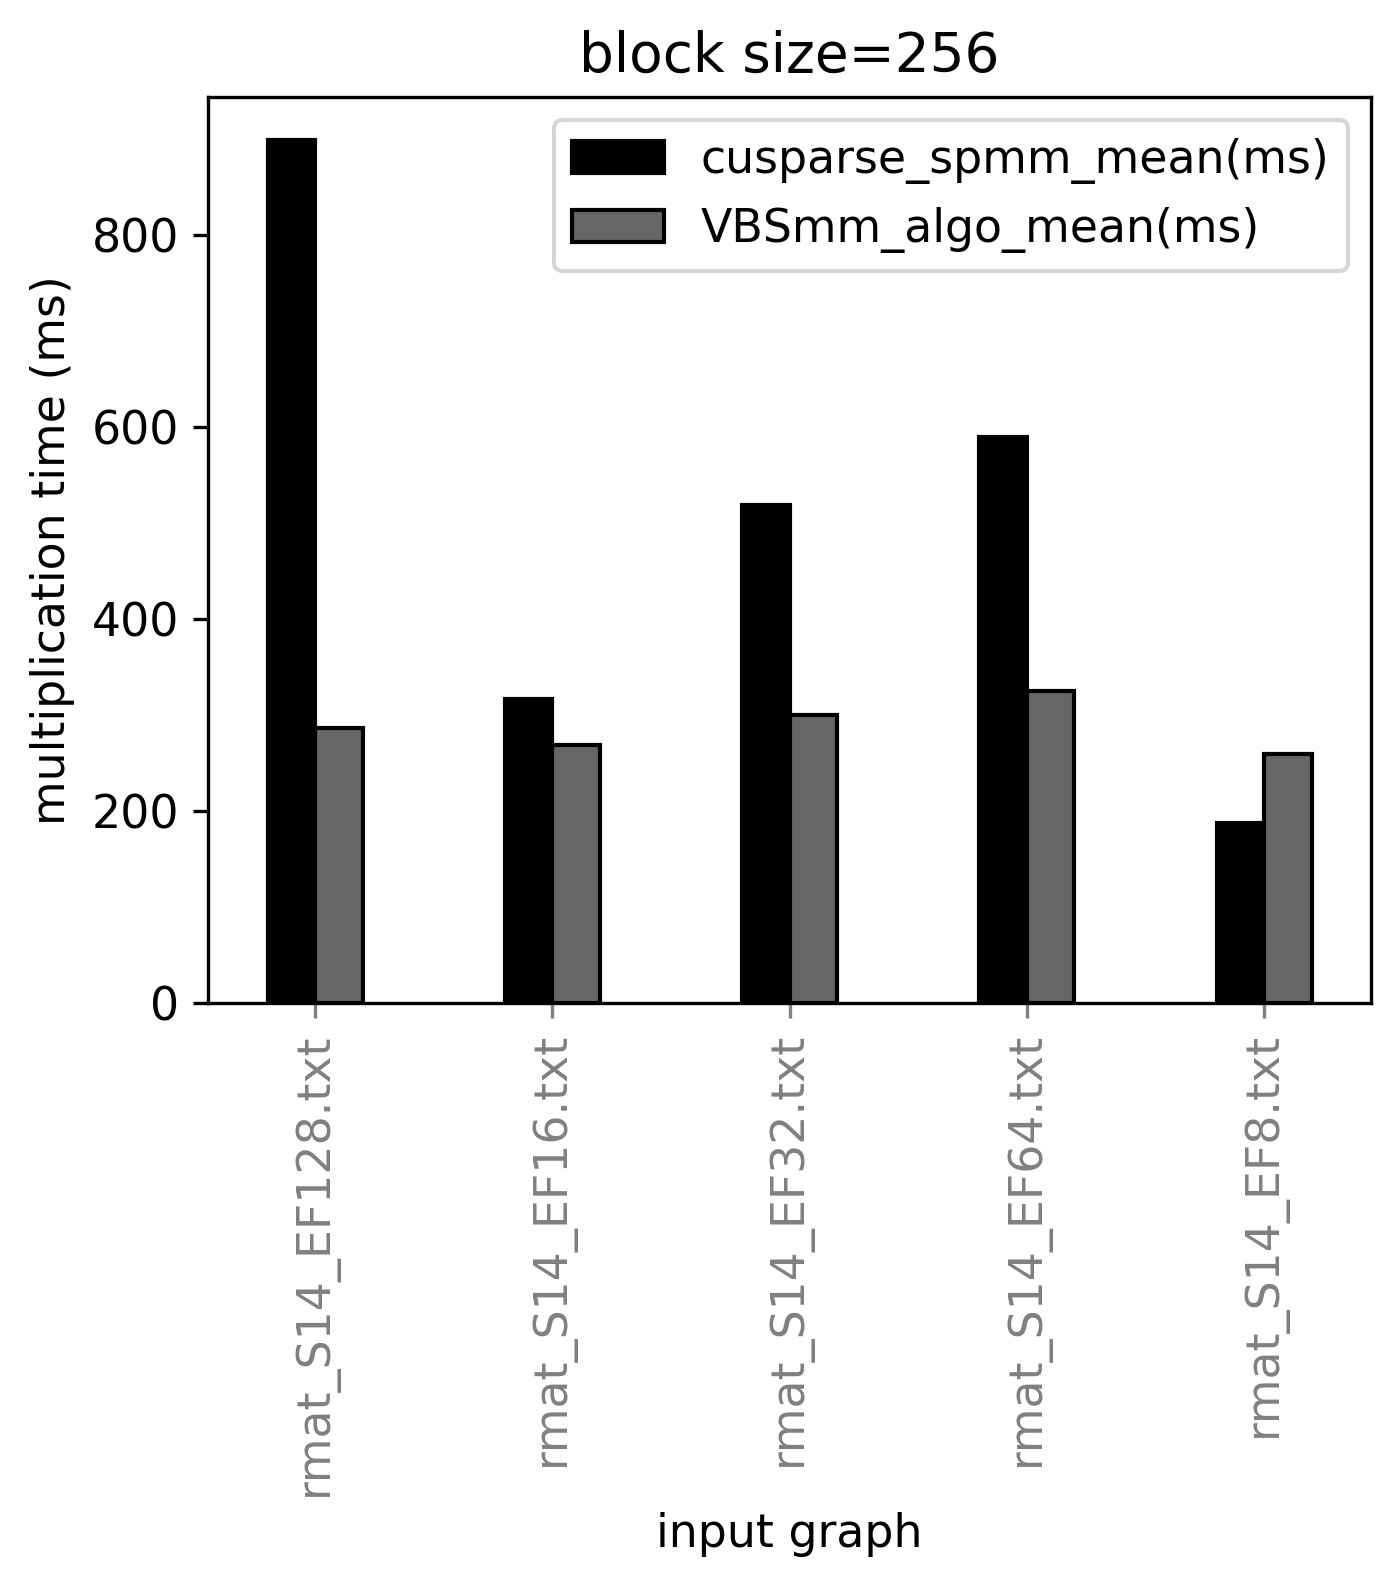 block size=256
cusparse_spmm_mean(ms)
VBSmm_algo_mean(ms)
multiplication time (ms)
800
600
400
200
0
rmat_S14_EF128.txt
rmat_S14_EF16.txt
rmat_S14_EF32.txt
rmat_S14_EF64.txt
rmat_S14_EF8.txt
input graph